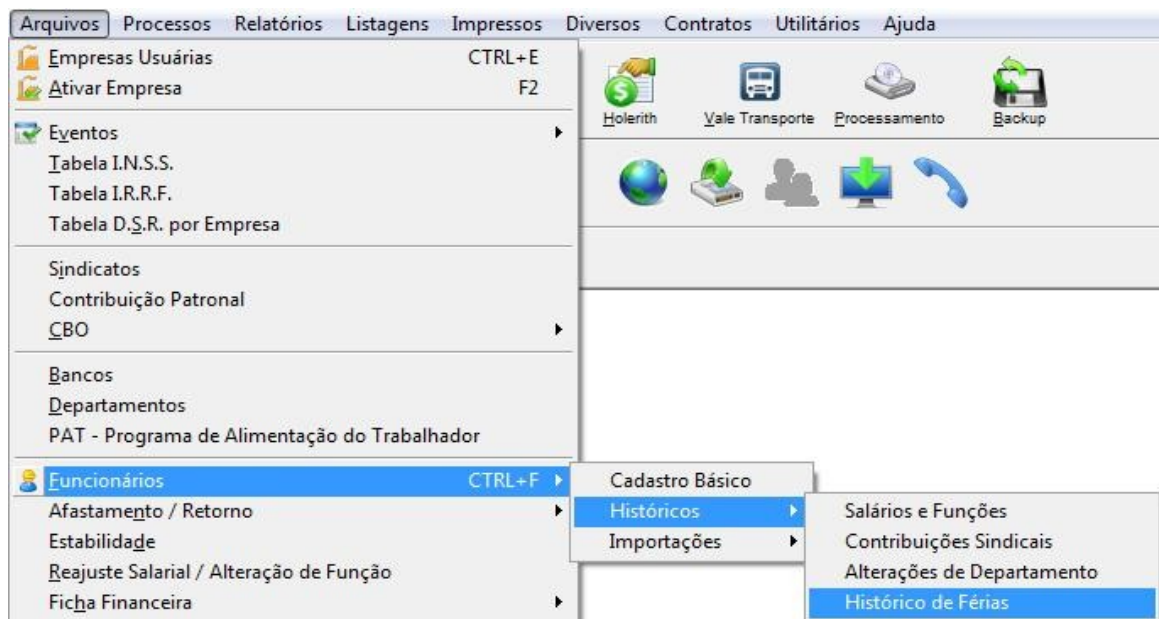 Arquivos Processos Relatórios Listagens Impressos Diversos Contratos Utilitários Ajuda
Empresas Usuárias CTRL+E
Ativar Empresa F2
Holerith Vale Transporte Processamento Backup
Eventos
Tabela I.N.S.S.
Tabela I.R.R.F.
Tabela D.S.R. por Empresa
Sindicatos
Contribuição Patronal
CBO
Bancos
Departamentos
PAT - Programa de Alimentação do Trabalhador
Funcionários CTRL+F
Afastamento / Retorno
Estabilidade
Reajuste Salarial / Alteração de Função
Ficha Financeira
Cadastro Básico
Históricos
Importações
Salários e Funções
Contribuições Sindicais
Alterações de Departamento
Histórico de Férias